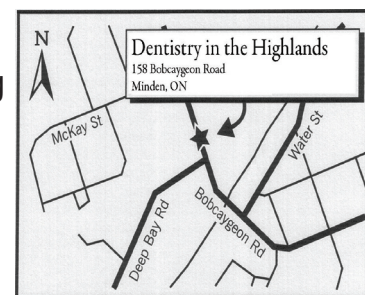 N
Dentistry in the Highlands
158 Bobcaygeon Road
Minden, ON
McKay St
Water St
Bobcaygeon Rd
Deep Bay Rd